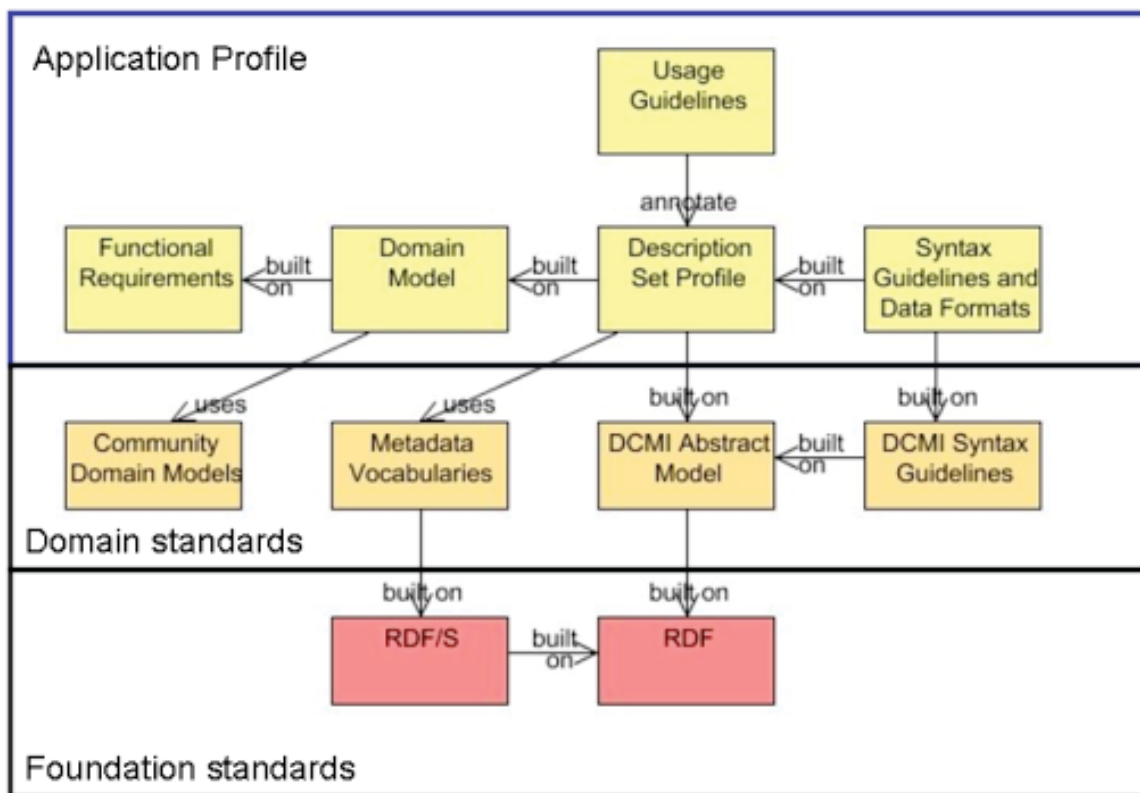 Application Profile
Usage
Guidelines
annotate
Functional
Requirements
built
on
Domain
Model
built
on
Description
Set Profile
built
on
Syntax
Guidelines and
Data Formats
uses
uses
built on
built on
Community
Domain Models
Metadada
Vocabularies
DCMI Abstract
Model
built
on
DCMI Syntax
Guidelines
Domain standards
built on
built on
RDF/S
built
on
RDF
Foundation standards